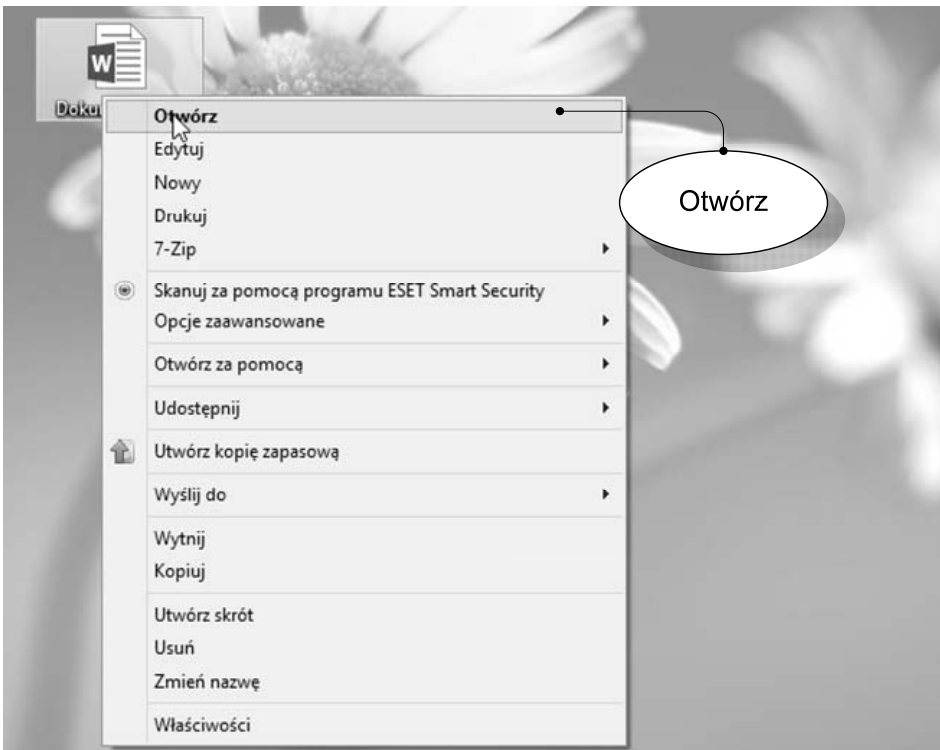 Otwórz
Edytuj
Nowy
Drukuj
7-Zip
Skanuj za pomocą programu ESET Smart Security
Opcje zaawansowane
Otwórz za pomocą
Udostępnij
Utwórz kopię zapasową
Wyślij do
Wytnij
Kopiuj
Utwórz skrót
Usuń
Zmień nazwę
Właściwości
Otwórz